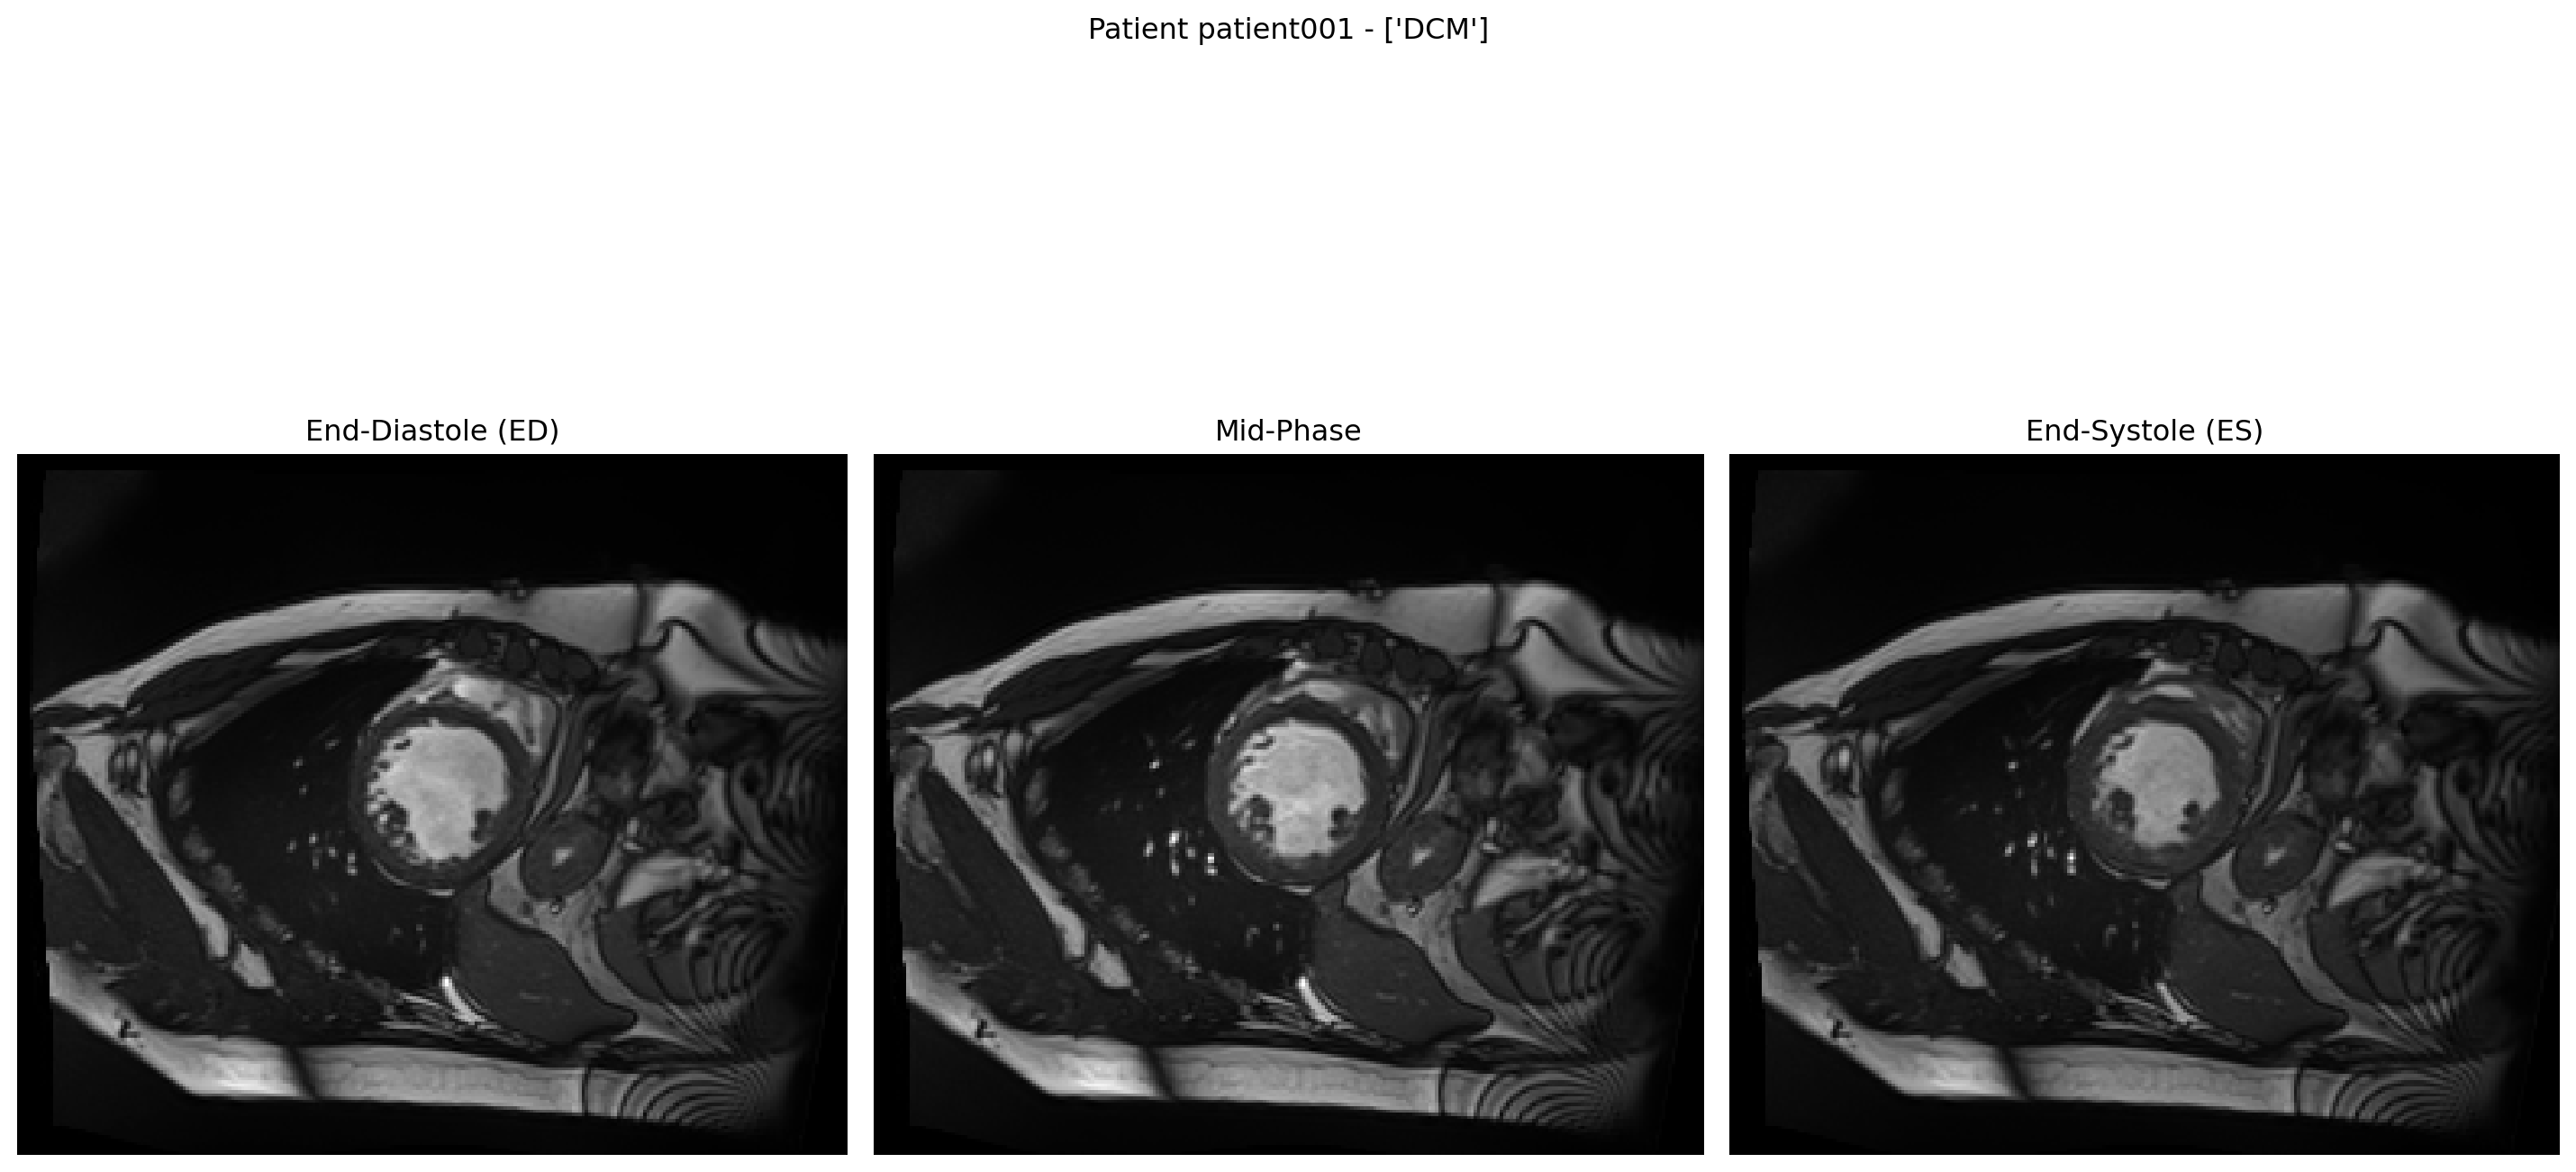 Patient patient001 - ['DCM']
End-Diastole (ED)
Mid-Phase
End-Systole (ES)